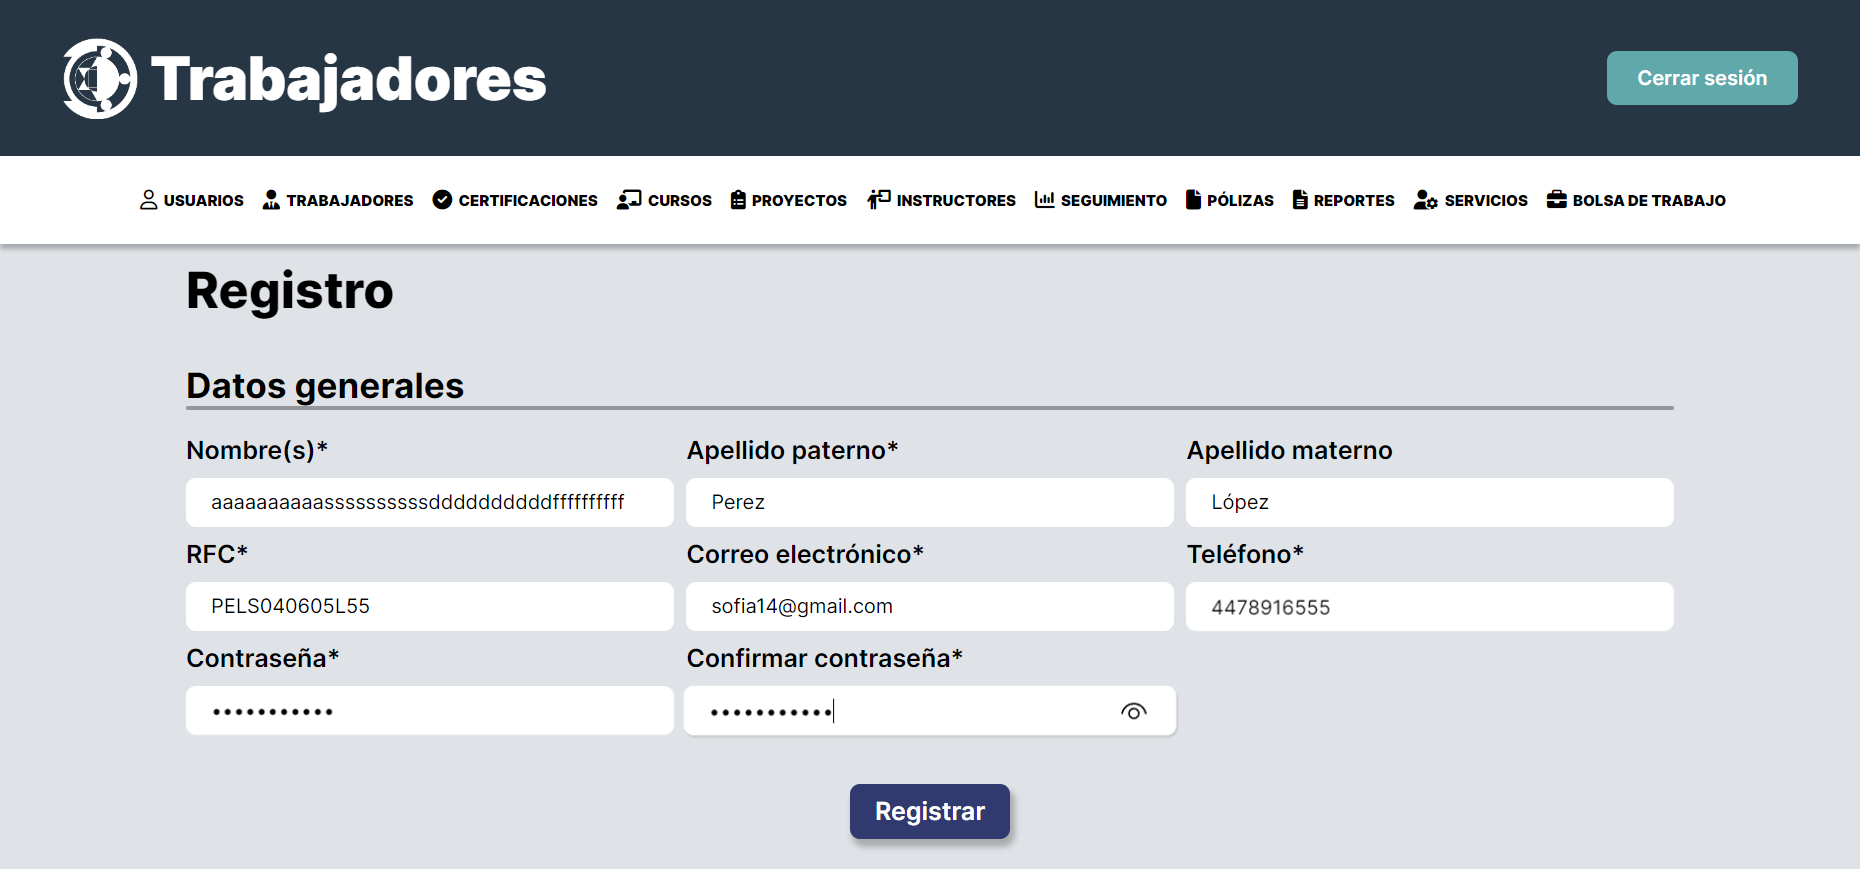 Trabajadores
Cerrar sesión
USUARIOS TRABAJADORES CERTIFICACIONES CURSOS PROYECTOS INSTRUCTORES SEGUIMIENTO PÓLIZAS REPORTES SERVICIOS BOLSA DE TRABAJO
Registro
Datos generales
Nombre(s)* Apellido paterno* Apellido materno
aaaaaaaaaassssssssssddddddddddffffffffff Perez López
RFC* Correo electrónico* Teléfono*
PELS040605L55 sofia14@gmail.com 4478916555
Contraseña* Confirmar contraseña*
••••••••••• •••••••••••
Registrar